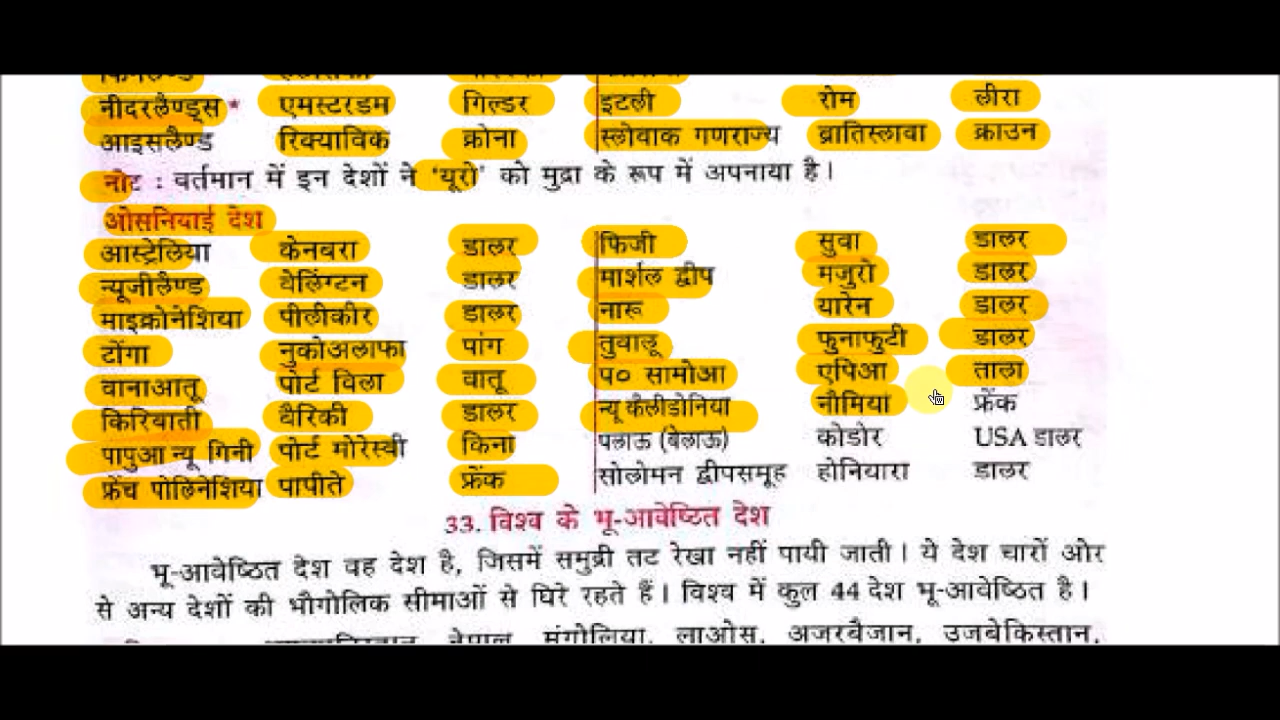 नीदरलैण्ड्स* एमस्टरडम गिल्डर इटली रोम लीरा
आइसलैण्ड रिक्याविक क्रोना स्लोवाक गणराज्य ब्रातिस्लावा क्राउन
नोट : वर्तमान में इन देशों ने 'यूरो' को मुद्रा के रूप में अपनाया है।
ओसनियाई देश
आस्ट्रेलिया केनबरा डालर फिजी सुवा डालर
न्यूजीलैण्ड वेलिंग्टन डालर मार्शल द्वीप मजुरो डालर
माइक्रोनेशिया पीलीकीर डालर नारू यारेन डालर
टोंगा नुकोअलाफा पांग तुवालू फुनाफुटी डालर
वानाआतू पोर्ट विला वातू प० सामोआ एपिआ ताला
किरियाती बैरिकी डालर न्यू कैलीडोनिया नौमिया फ्रेंक
पापुआ न्यू गिनी पोर्ट मोरेस्वी किना पलाऊ (बेलाऊ) कोडोर USA डालर
फ्रेंच पोलिनेशिया पापीते फ्रेंक सोलोमन द्वीपसमूह होनियारा डालर
33. विश्व के भू-आवेष्टित देश
भू-आवेष्टित देश वह देश है, जिसमें समुद्री तट रेखा नहीं पायी जाती। ये देश चारों ओर
से अन्य देशों की भौगोलिक सीमाओं से घिरे रहते हैं। विश्व में कुल 44 देश भू-आवेष्टित है।
नेपाल, मंगोलिया, लाओस, अजरबैजान, उजबेकिस्तान,